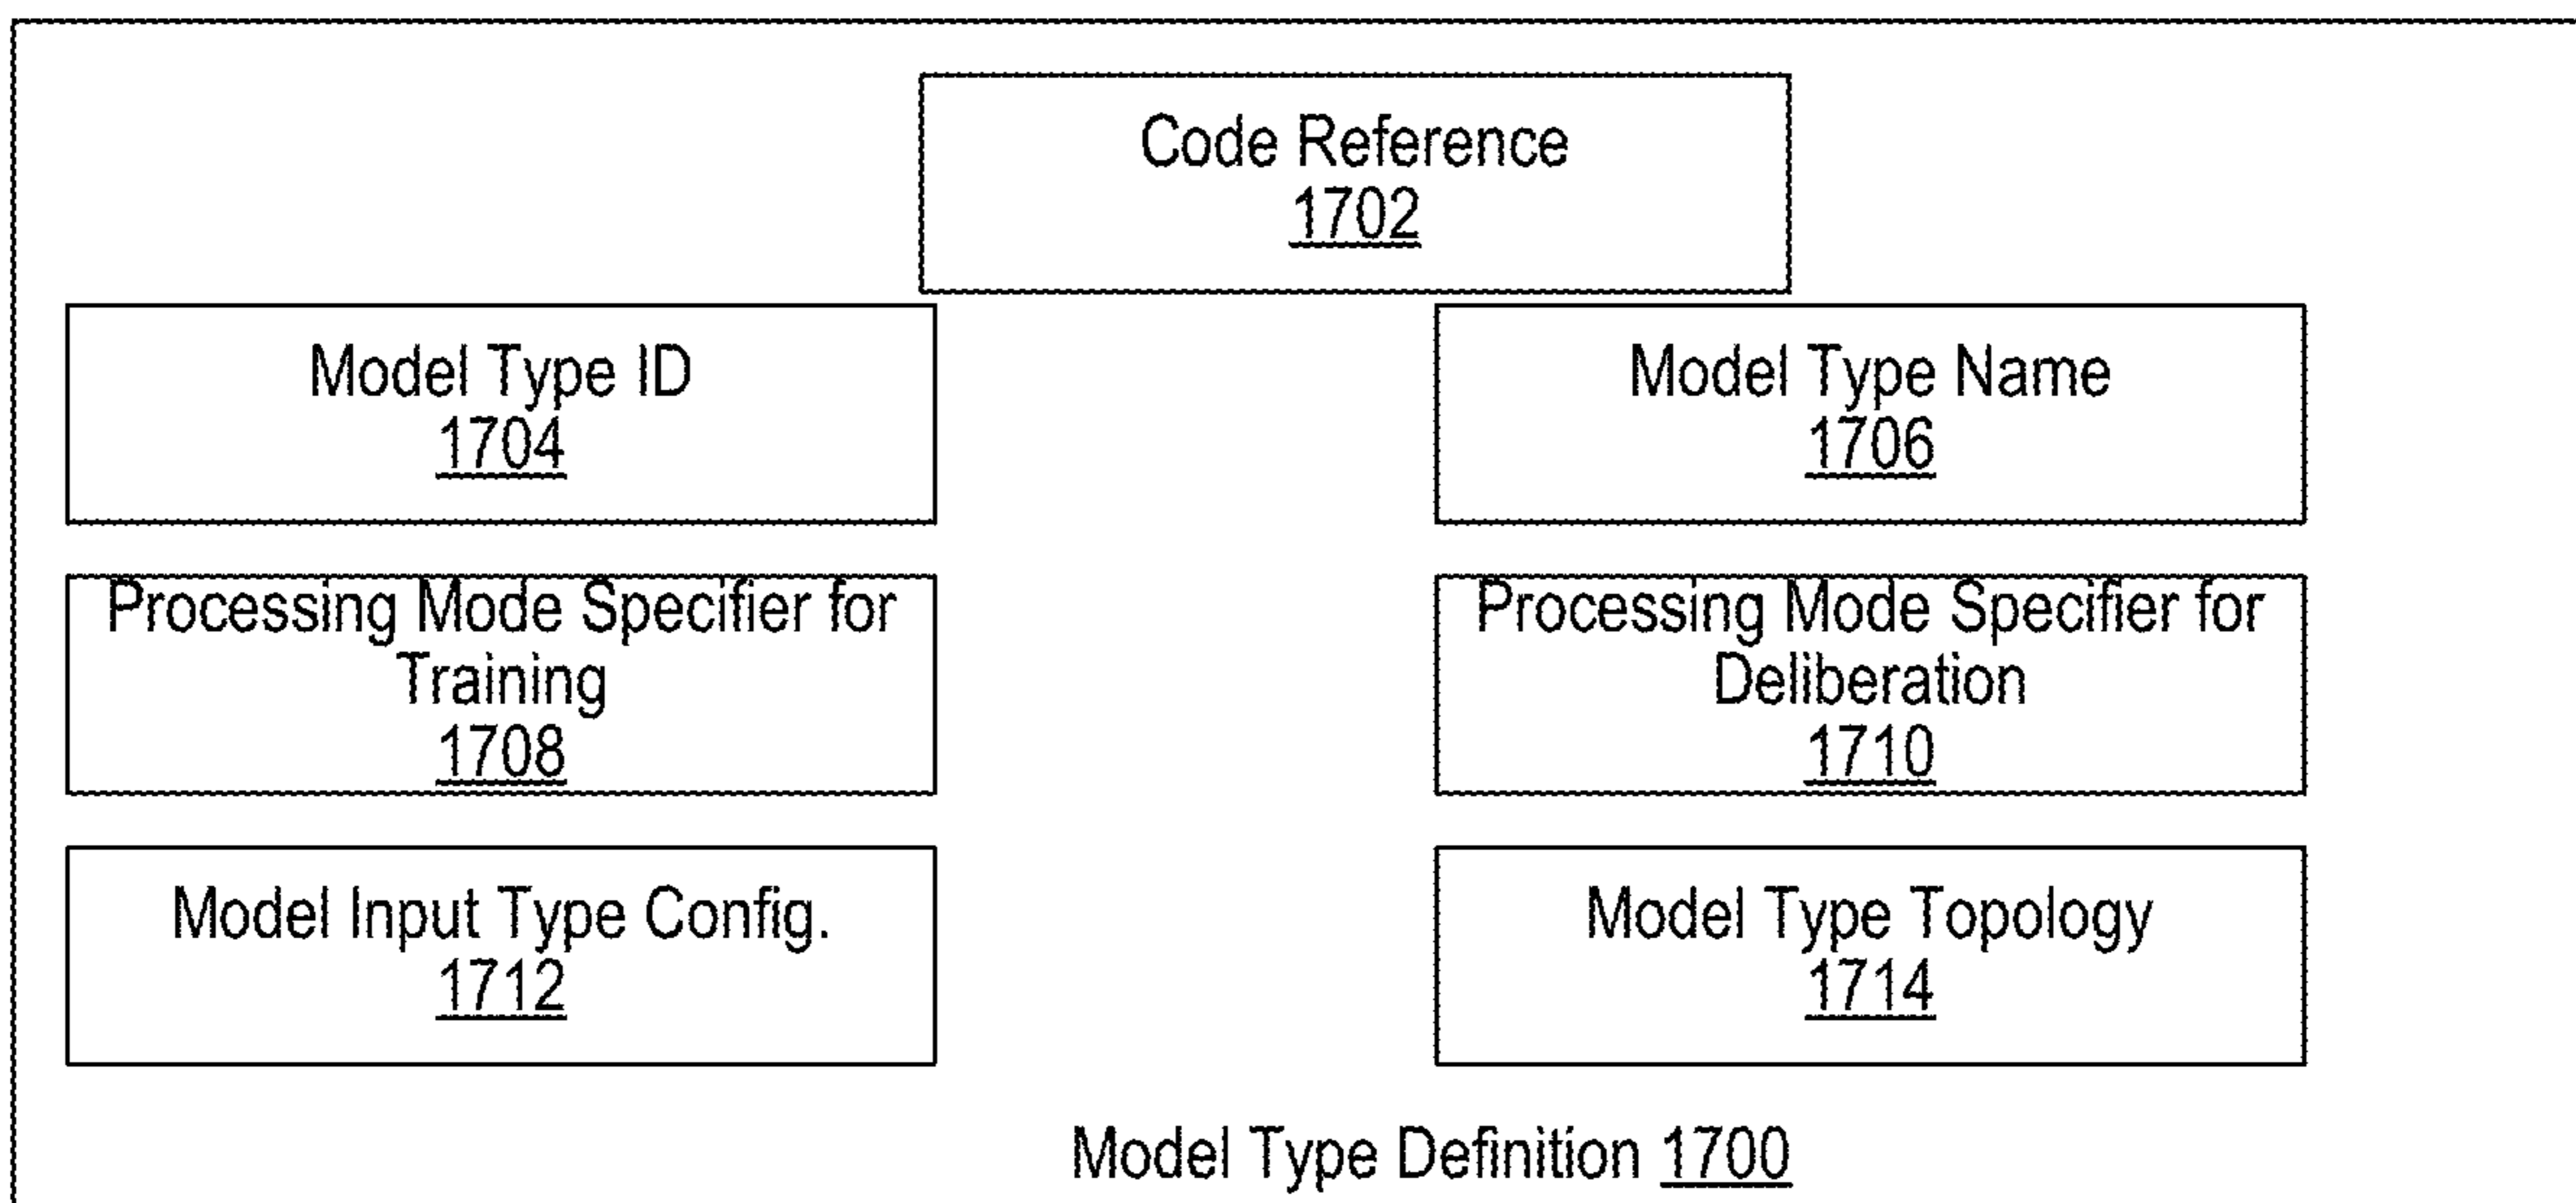 Code Reference
1702
Model Type ID
1704
Model Type Name
1706
Processing Mode Specifier for
Training
1708
Processing Mode Specifier for
Deliberation
1710
Model Input Type Config.
1712
Model Type Topology
1714
Model Type Definition 1700